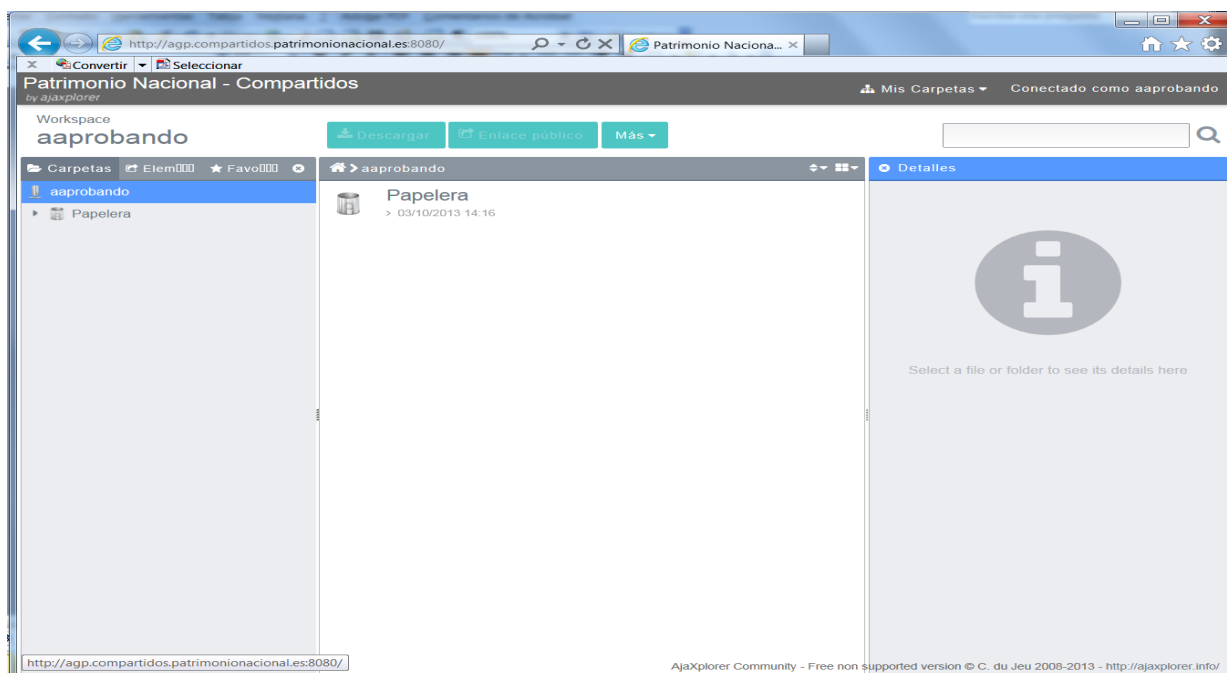 http://agp.compartidos.patrimonionacional.es:8080/
Patrimonio Naciona...
Convertir
Seleccionar
Patrimonio Nacional - Compartidos
by ajaxplorer
Mis Carpetas
Conectado como aaprobando
Workspace
aaprobando
Descargar
Enlace público
Más
Carpetas
Elem
Favo
aaprobando
Detalles
aaprobando
Papelera
Papelera
> 03/10/2013 14:16
Select a file or folder to see its details here
http://agp.compartidos.patrimonionacional.es:8080/
AjaXplorer Community - Free non supported version © C. du Jeu 2008-2013 - http://ajaxplorer.info/